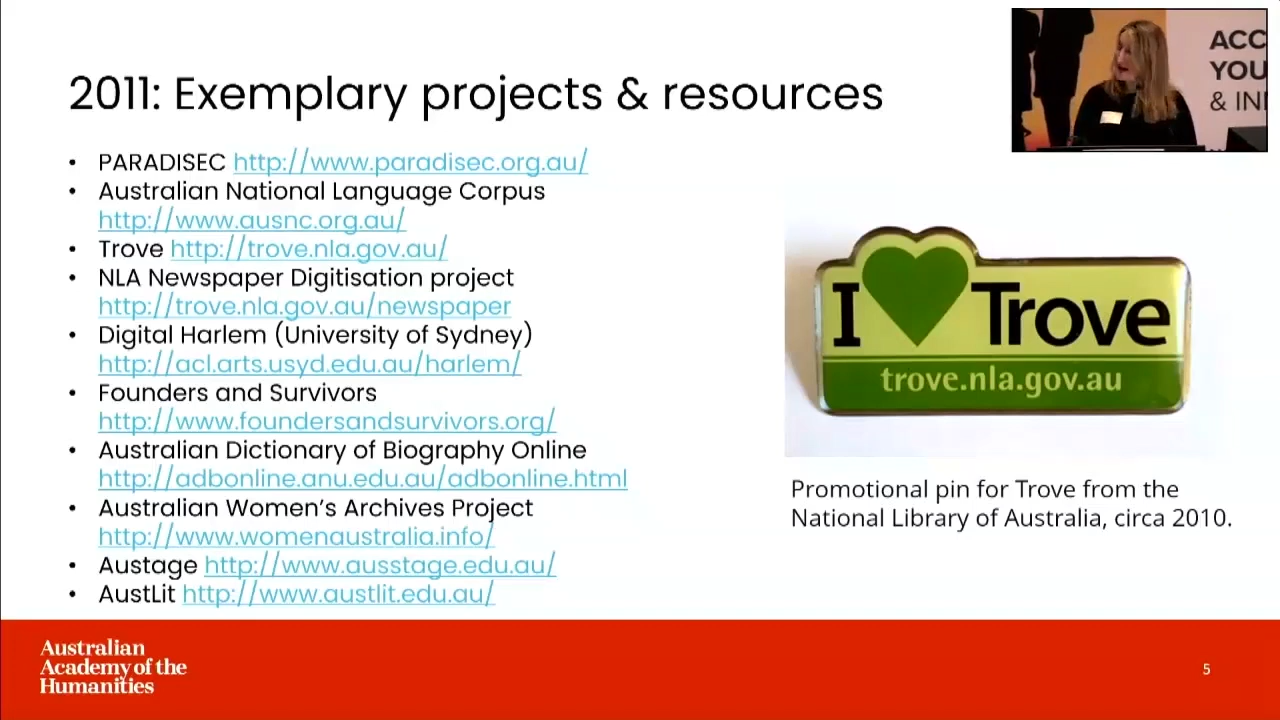 2011: Exemplary projects & resources
• PARADISEC http://www.paradisec.org.au/
• Australian National Language Corpus
http://www.ausnc.org.au/
• Trove http://trove.nla.gov.au/
• NLA Newspaper Digitisation project
http://trove.nla.gov.au/newspaper
• Digital Harlem (University of Sydney)
http://acl.arts.usyd.edu.au/harlem/
• Founders and Survivors
http://www.foundersandsurvivors.org/
• Australian Dictionary of Biography Online
http://adbonline.anu.edu.au/adbonline.html
• Australian Women’s Archives Project
http://www.womenaustralia.info/
• Austage http://www.ausstage.edu.au/
• AustLit http://www.austlit.edu.au/
ACC
YOU
& IN
I Trove
trove.nla.gov.au
Promotional pin for Trove from the
National Library of Australia, circa 2010.
Australian
Academy of the
Humanities
5